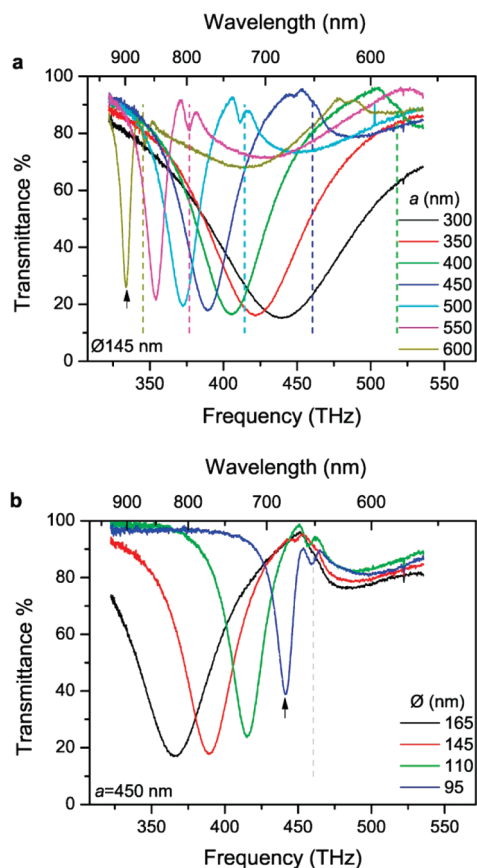 Wavelength (nm)
900 800 700 600
a
100
80
60
40
20
0
Transmittance %
a (nm)
300
350
400
450
500
550
600
Ø145 nm
350 400 450 500 550
Frequency (THz)
Wavelength (nm)
900 800 700 600
b
100
80
60
40
20
0
Transmittance %
Ø (nm)
165
145
110
95
a=450 nm
350 400 450 500 550
Frequency (THz)